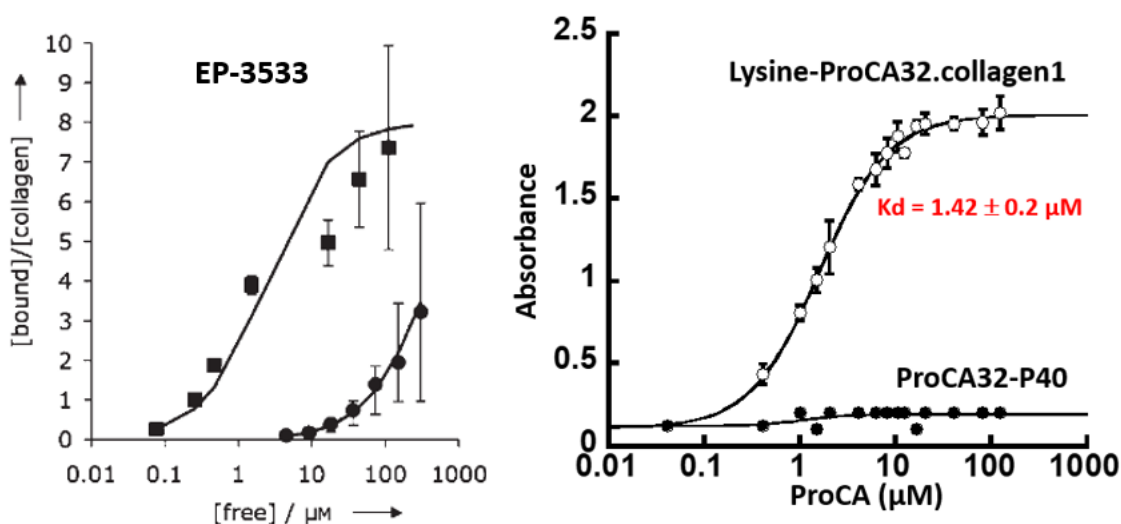 EP-3533
[bound]/[collagen]
10
9
8
7
6
5
4
3
2
1
0
0.01 0.1 1 10 100 1000
[free] / µM
Lysine-ProCA32.collagen1
Kd = 1.42 ± 0.2 µM
ProCA32-P40
Absorbance
2.5
2
1.5
1
0.5
0
0.01 0.1 1 10 100 1000
ProCA (µM)